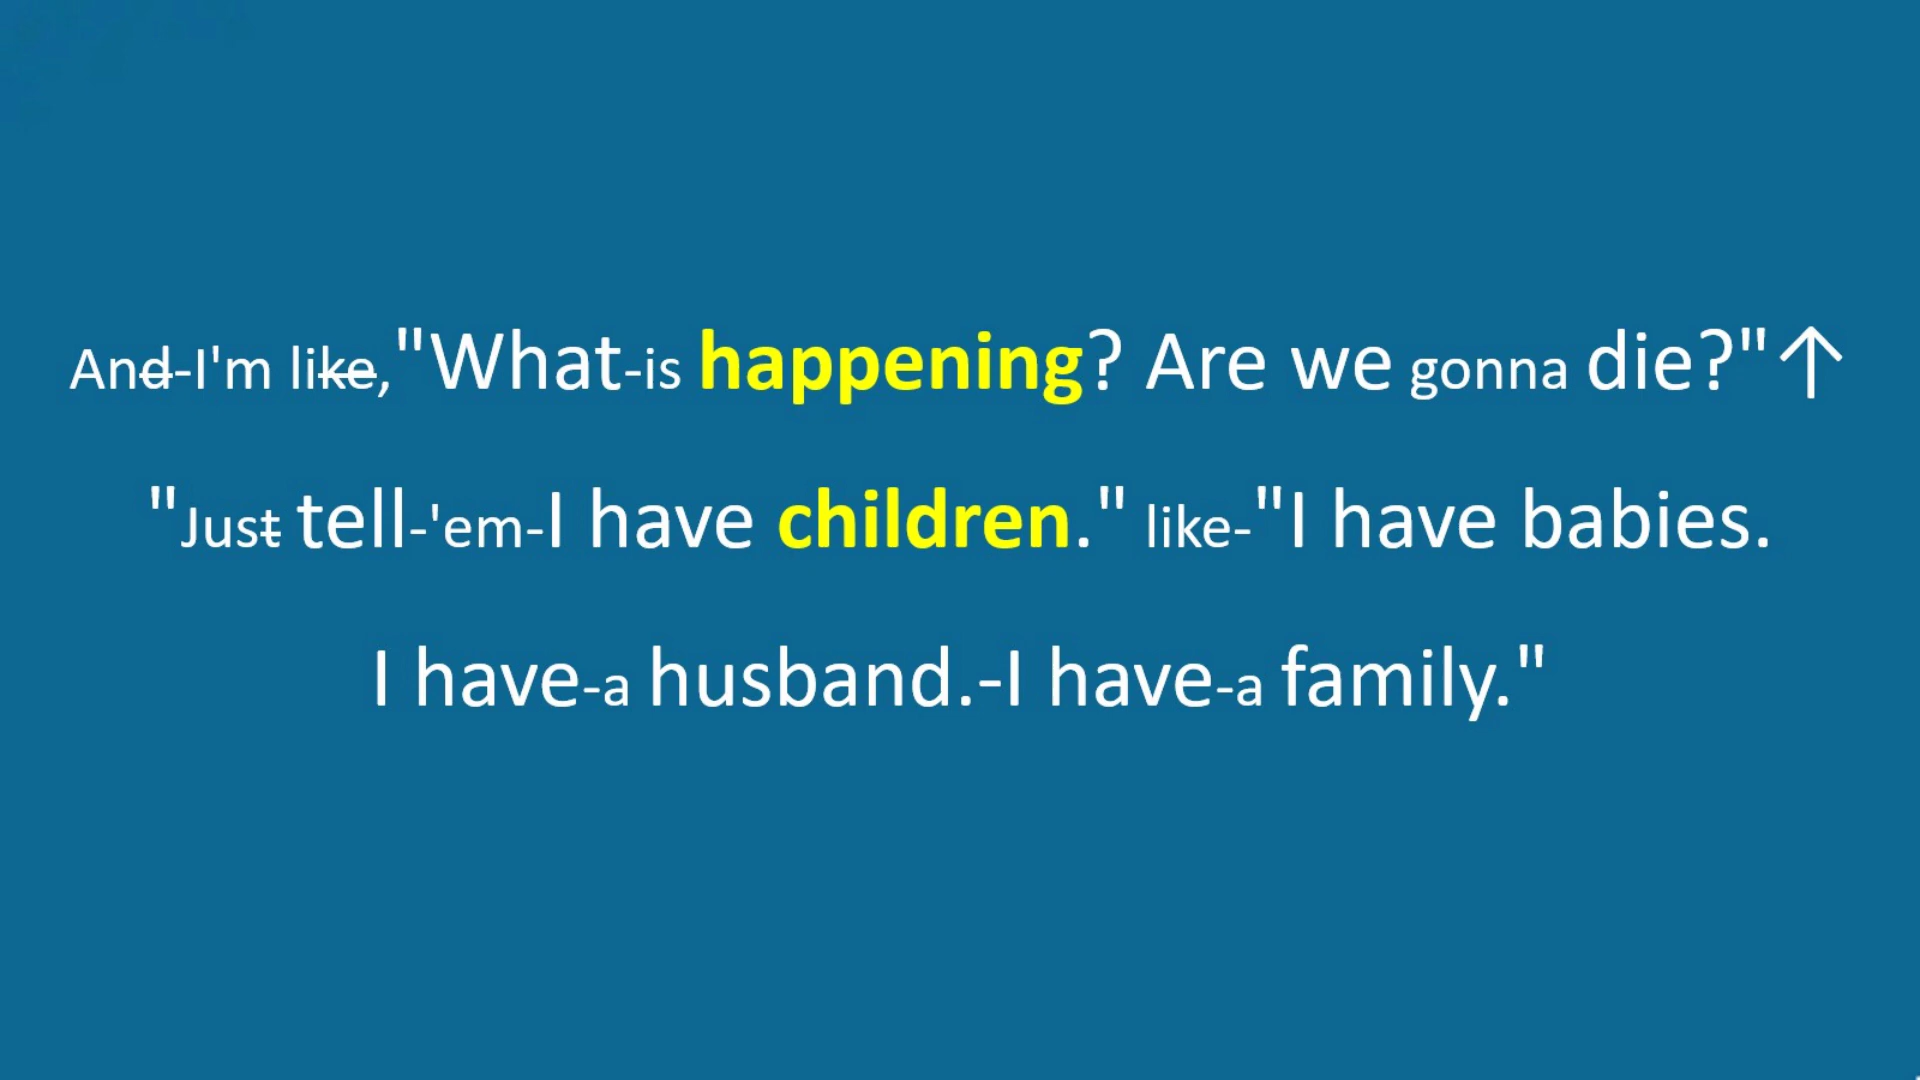 And-I'm like, "What-is happening? Are we gonna die?"↑
"Just tell-'em-I have children." like-"I have babies.
I have-a husband.-I have-a family."